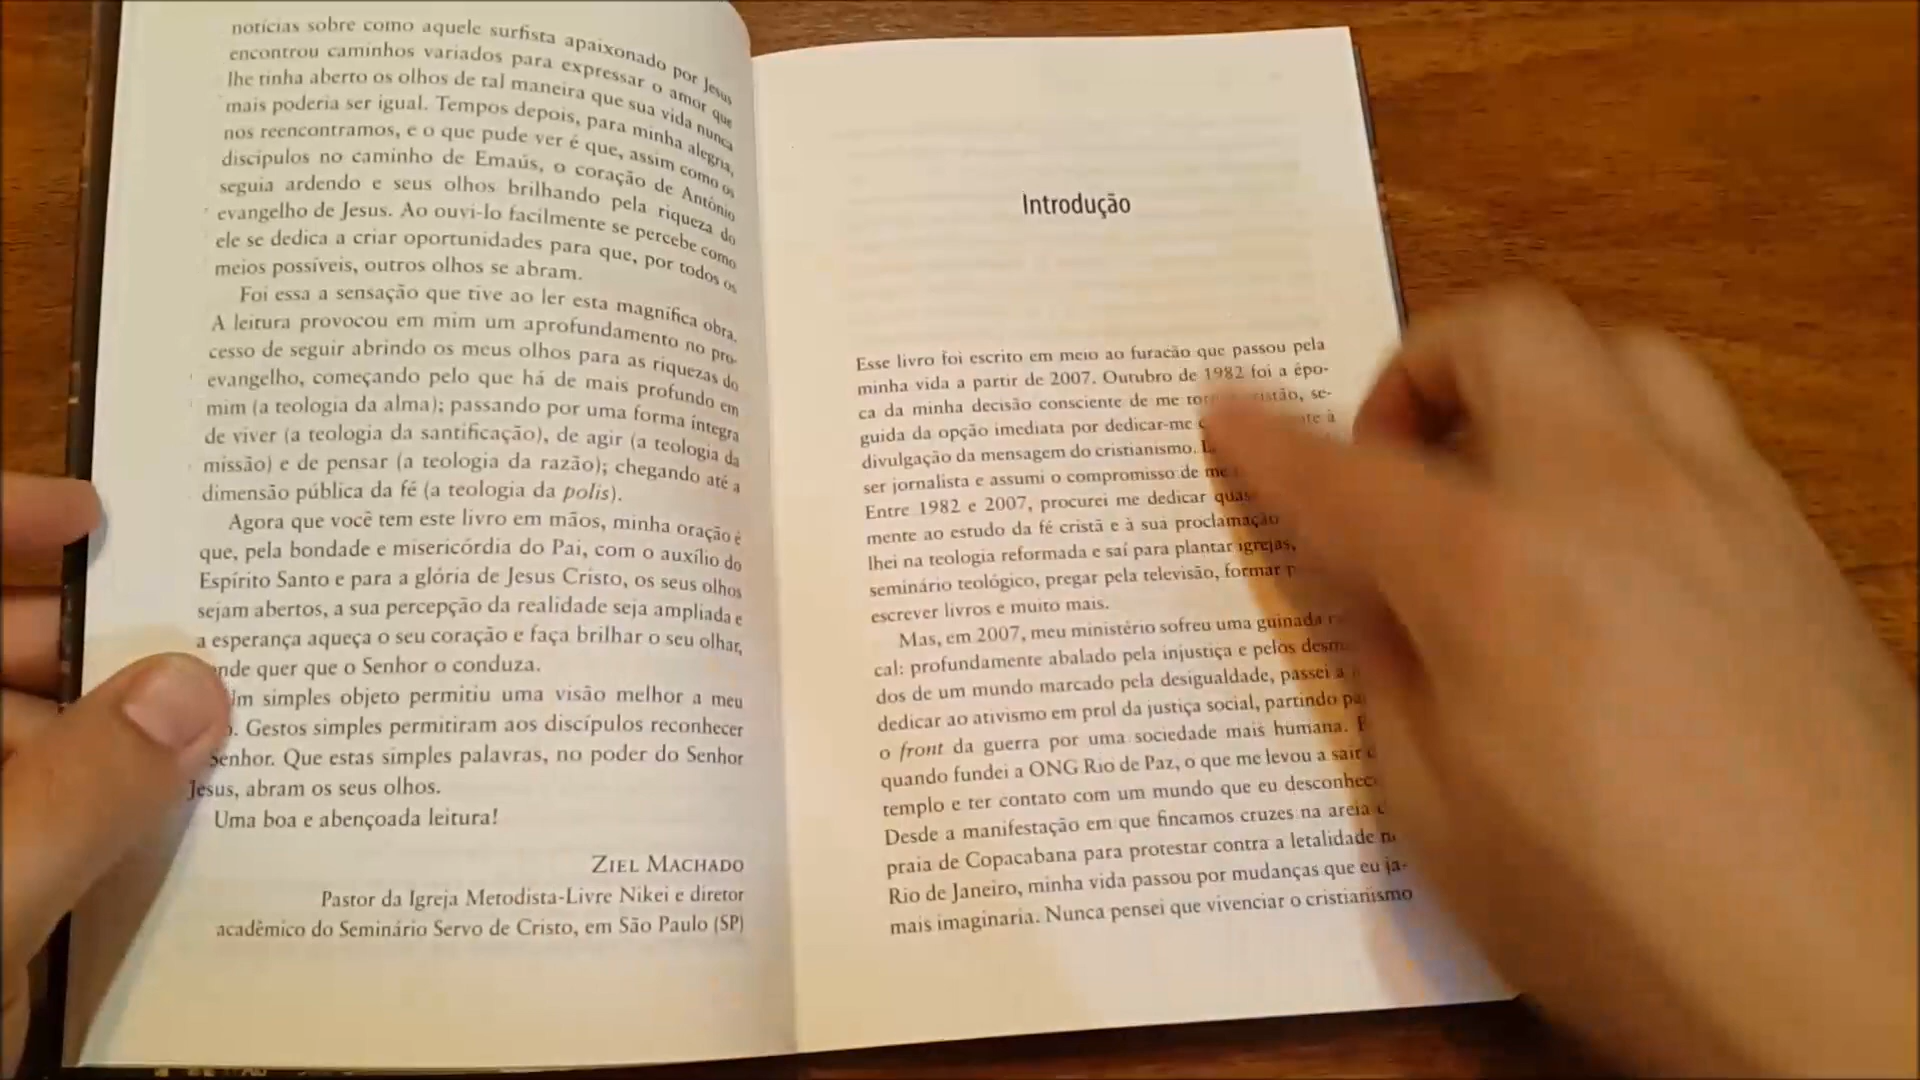 notícias sobre como aquele surfista apaixonado por Jesus
encontrou caminhos variados para expressar o amor que
lhe tinha aberto os olhos de tal maneira que sua vida nunca
mais poderia ser igual. Tempos depois, para minha alegria,
nos reencontramos, e o que pude ver é que, assim como os
discípulos no caminho de Emaús, o coração de Antônio
seguia ardendo e seus olhos brilhando pela riqueza do
evangelho de Jesus. Ao ouvi-lo facilmente se percebe como
ele se dedica a criar oportunidades para que, por todos os
meios possíveis, outros olhos se abram.
Foi essa a sensação que tive ao ler esta magnífica obra.
A leitura provocou em mim um aprofundamento no pro-
cesso de seguir abrindo os meus olhos para as riquezas do
evangelho, começando pelo que há de mais profundo em
mim (a teologia da alma); passando por uma forma íntegra
de viver (a teologia da santificação), de agir (a teologia da
missão) e de pensar (a teologia da razão); chegando até a
dimensão pública da fé (a teologia da polis).
Agora que você tem este livro em mãos, minha oração é
que, pela bondade e misericórdia do Pai, com o auxílio do
Espírito Santo e para a glória de Jesus Cristo, os seus olhos
sejam abertos, a sua percepção da realidade seja ampliada e
a esperança aqueça o seu coração e faça brilhar o seu olhar,
quer que o Senhor o conduza.
simples objeto permitiu uma visão melhor a meu
Gestos simples permitiram aos discípulos reconhecer
Senhor. Que estas simples palavras, no poder do Senhor
Jesus, abram os seus olhos.
Uma boa e abençoada leitura!
ZIEL MACHADO
Pastor da Igreja Metodista-Livre Nikei e diretor
acadêmico do Seminário Servo de Cristo, em São Paulo (SP)
Introdução
Esse livro foi escrito em meio ao furacão que passou pela
minha vida a partir de 2007. Outubro de 1982 foi a épo-
ca da minha decisão consciente de me cristão, se-
guida da opção imediata por dedicar-me à
divulgação da mensagem do cristianismo.
ser jornalista e assumi o compromisso de me
Entre 1982 e 2007, procurei me dedicar
mente ao estudo da fé cristã e à sua proclamação
lhei na teologia reformada e saí para plantar igrejas,
seminário teológico, pregar pela televisão, formar
escrever livros e muito mais.
Mas, em 2007, meu ministério sofreu uma guinada
cal: profundamente abalado pela injustiça e pelos
dos de um mundo marcado pela desigualdade, passei a
dedicar ao ativismo em prol da justiça social, partindo
o front da guerra por uma sociedade mais humana.
quando fundei a ONG Rio de Paz, o que me levou a sair
templo e ter contato com um mundo que eu
Desde a manifestação em que fincamos cruzes na areia
praia de Copacabana para protestar contra a letalidade
Rio de Janeiro, minha vida passou por mudanças que eu ja-
mais imaginaria. Nunca pensei que vivenciar o cristianismo